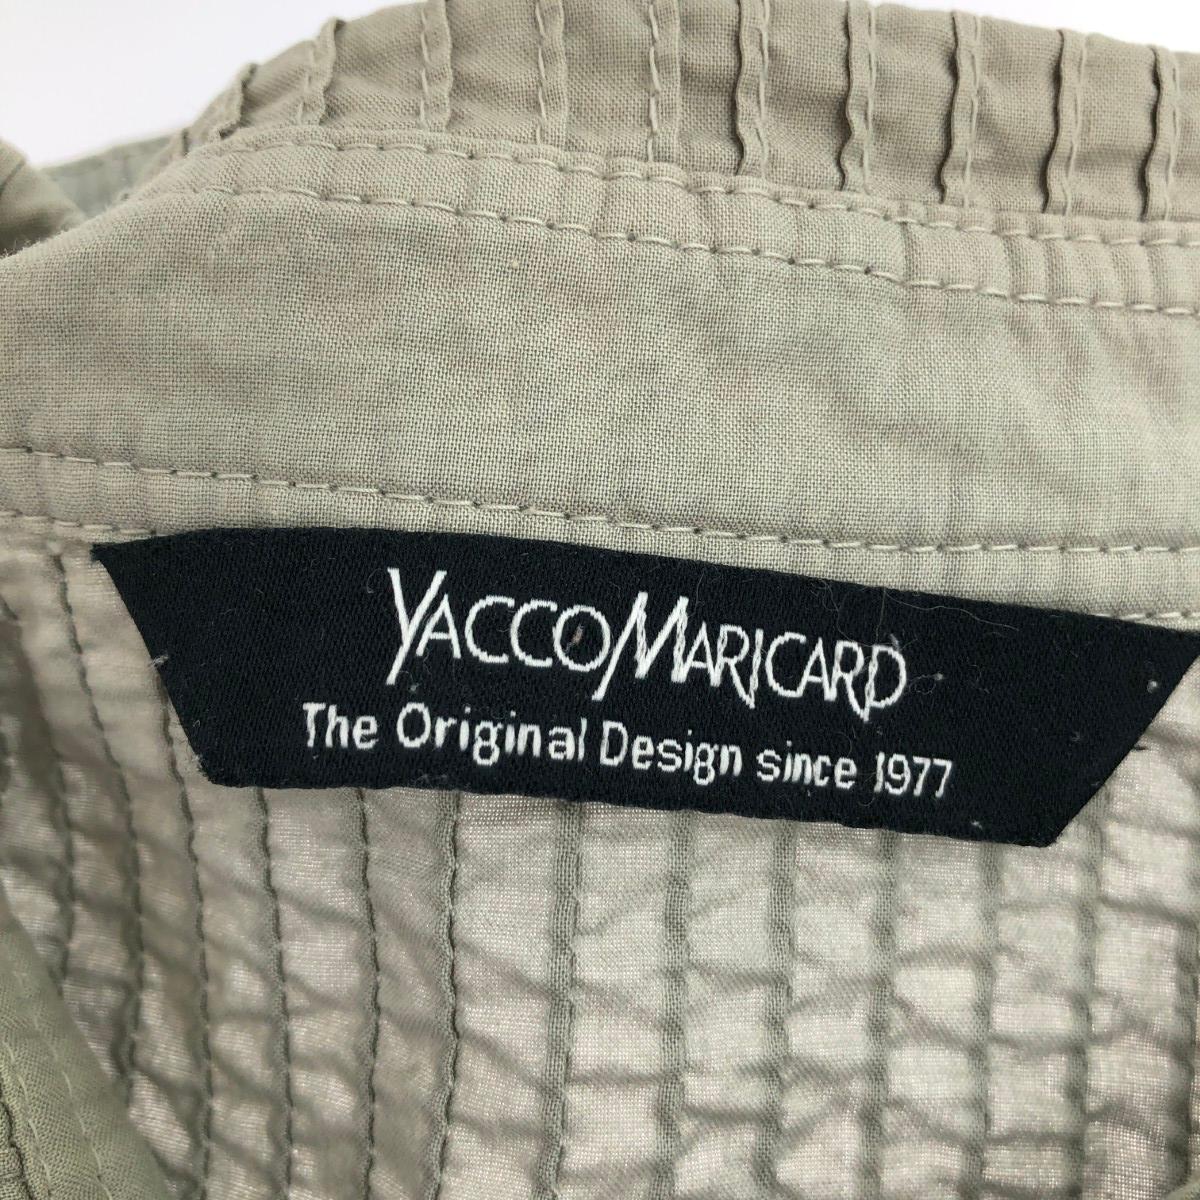 YACCOMARICARD
The Original Design since 1977